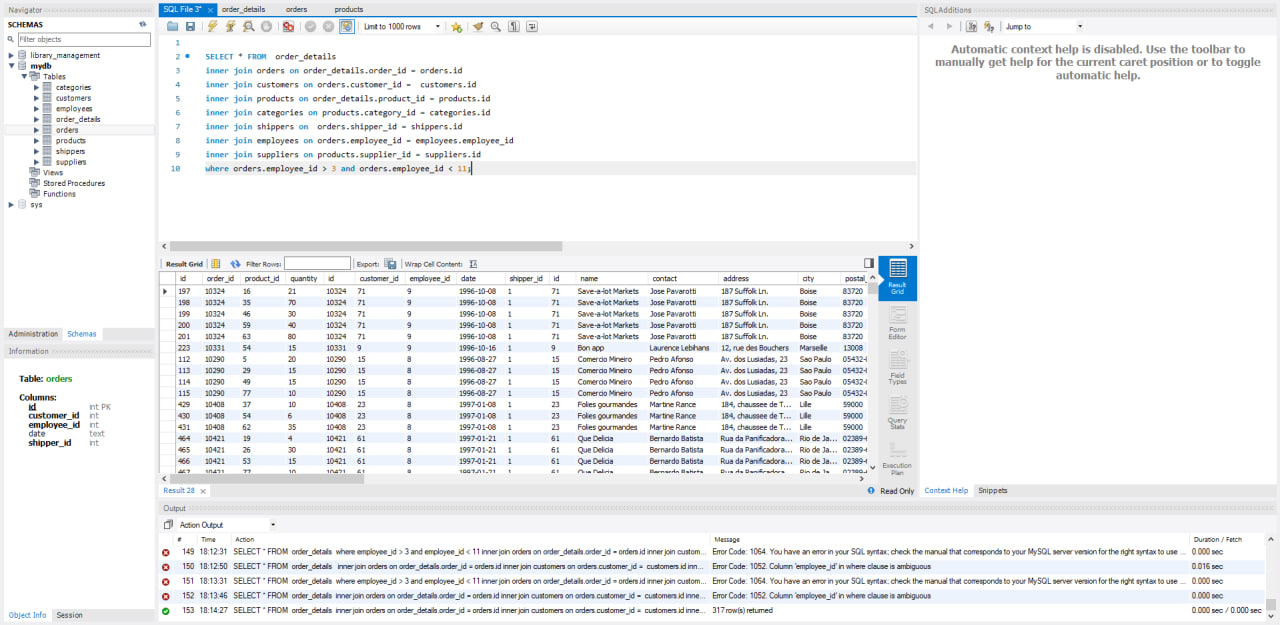 Navigator
SCHEMAS
Filter objects
library_management
mydb
Tables
categories
customers
employees
order_details
orders
products
shippers
suppliers
Views
Stored Procedures
Functions
sys
Administration Schemas
Information
Table: orders
Columns:
id int PK
customer_id int
employee_id int
date text
shipper_id int
Object Info Session
SQL File 3* order_details orders products
Limit to 1000 rows
1
2 SELECT * FROM order_details
3 inner join orders on order_details.order_id = orders.id
4 inner join customers on orders.customer_id = customers.id
5 inner join products on order_details.product_id = products.id
6 inner join categories on products.category_id = categories.id
7 inner join shippers on orders.shipper_id = shippers.id
8 inner join employees on orders.employee_id = employees.employee_id
9 inner join suppliers on products.supplier_id = suppliers.id
10 where orders.employee_id > 3 and orders.employee_id < 11;
Result Grid Filter Rows: Export: Wrap Cell Content:
id order_id product_id quantity id customer_id employee_id date shipper_id id name contact address city postal_
197 10324 16 21 10324 71 9 1996-10-08 1 71 Save-a-lot Markets Jose Pavarotti 187 Suffolk Ln. Boise 83720
198 10324 35 70 10324 71 9 1996-10-08 1 71 Save-a-lot Markets Jose Pavarotti 187 Suffolk Ln. Boise 83720
199 10324 46 30 10324 71 9 1996-10-08 1 71 Save-a-lot Markets Jose Pavarotti 187 Suffolk Ln. Boise 83720
200 10324 59 40 10324 71 9 1996-10-08 1 71 Save-a-lot Markets Jose Pavarotti 187 Suffolk Ln. Boise 83720
201 10324 63 80 10324 71 9 1996-10-08 1 71 Save-a-lot Markets Jose Pavarotti 187 Suffolk Ln. Boise 83720
223 10331 54 15 10331 9 9 1996-10-16 1 9 Bon app Laurence Lebihans 12, rue des Bouchers Marseille 13008
112 10290 5 20 10290 15 8 1996-08-27 1 15 Comercio Mineiro Pedro Afonso Av. dos Lusiadas, 23 Sao Paulo 05432-
113 10290 29 15 10290 15 8 1996-08-27 1 15 Comercio Mineiro Pedro Afonso Av. dos Lusiadas, 23 Sao Paulo 05432-
114 10290 49 15 10290 15 8 1996-08-27 1 15 Comercio Mineiro Pedro Afonso Av. dos Lusiadas, 23 Sao Paulo 05432-
115 10290 77 10 10290 15 8 1996-08-27 1 15 Comercio Mineiro Pedro Afonso Av. dos Lusiadas, 23 Sao Paulo 05432-
429 10408 37 10 10408 23 8 1997-01-08 1 23 Folies gourmandes Martine Rance 184, chaussee de T... Lille 59000
430 10408 54 6 10408 23 8 1997-01-08 1 23 Folies gourmandes Martine Rance 184, chaussee de T... Lille 59000
431 10408 62 35 10408 23 8 1997-01-08 1 23 Folies gourmandes Martine Rance 184, chaussee de T... Lille 59000
464 10421 19 4 10421 61 8 1997-01-21 1 61 Que Delicia Bernardo Batista Rua da Panificadora... Rio de Ja... 02389-
465 10421 26 30 10421 61 8 1997-01-21 1 61 Que Delicia Bernardo Batista Rua da Panificadora... Rio de Ja... 02389-
466 10421 53 15 10421 61 8 1997-01-21 1 61 Que Delicia Bernardo Batista Rua da Panificadora... Rio de Ja... 02389-
467 10421 77 10 10421 61 8 1997-01-21 1 61 Que Delicia Bernardo Batista Rua da Panificadora... Rio de Ja... 02389-
Result Grid
Form Editor
Field Types
Query Stats
Execution Plan
Result 28 Read Only
SQLAdditions
Jump to
Automatic context help is disabled. Use the toolbar to
manually get help for the current caret position or to toggle
automatic help.
Context Help Snippets
Output
Action Output
# Time Action Message Duration / Fetch
149 18:12:31 SELECT * FROM order_details where employee_id > 3 and employee_id < 11 inner join orders on order_details.order_id = orders.id inner join custom... Error Code: 1064. You have an error in your SQL syntax; check the manual that corresponds to your MySQL server version for the right syntax to use ... 0.000 sec
150 18:12:50 SELECT * FROM order_details inner join orders on order_details.order_id = orders.id inner join customers on orders.customer_id = customers.id inne... Error Code: 1052. Column 'employee_id' in where clause is ambiguous 0.016 sec
151 18:13:31 SELECT * FROM order_details where employee_id > 3 and employee_id < 11 inner join orders on order_details.order_id = orders.id inner join custom... Error Code: 1064. You have an error in your SQL syntax; check the manual that corresponds to your MySQL server version for the right syntax to use ... 0.000 sec
152 18:13:46 SELECT * FROM order_details inner join orders on order_details.order_id = orders.id inner join customers on orders.customer_id = customers.id inne... Error Code: 1052. Column 'employee_id' in where clause is ambiguous 0.000 sec
153 18:14:27 SELECT * FROM order_details inner join orders on order_details.order_id = orders.id inner join customers on orders.customer_id = customers.id inne... 317 row(s) returned 0.000 sec / 0.000 sec